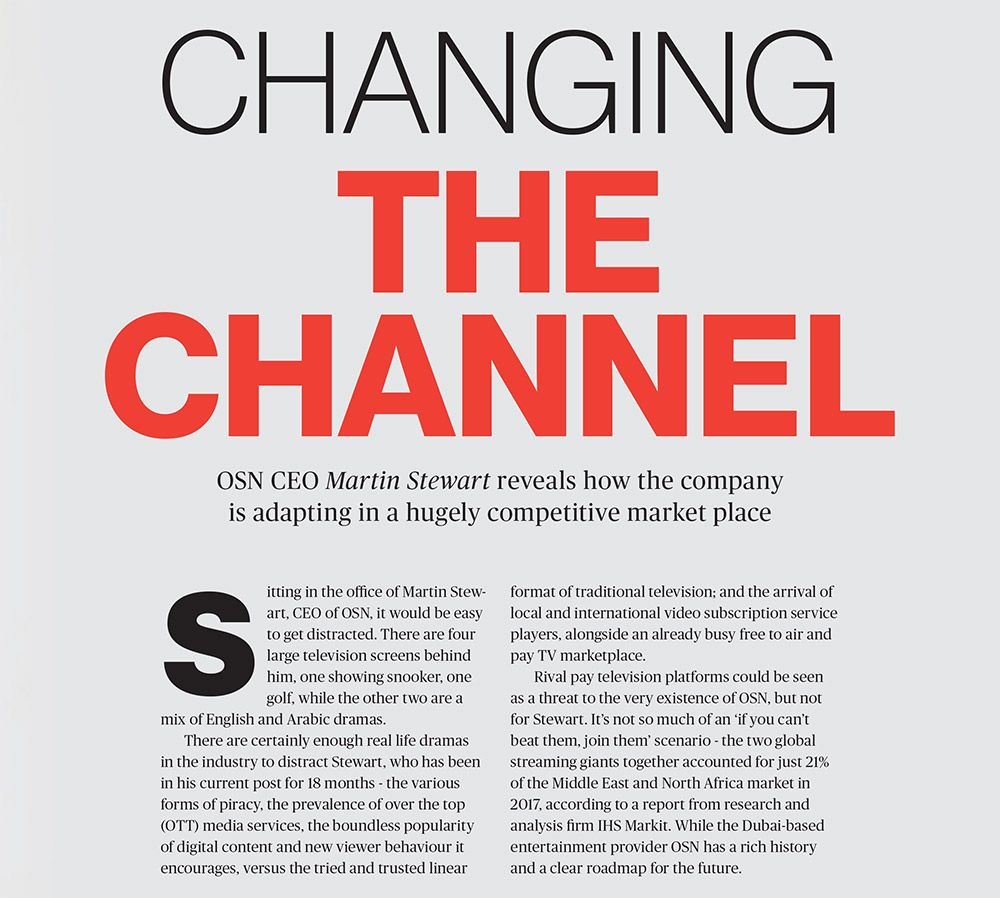 CHANGING
THE
CHANNEL
OSN CEO Martin Stewart reveals how the company
is adapting in a hugely competitive market place
Sitting in the office of Martin Stew-
art, CEO of OSN, it would be easy
to get distracted. There are four
large television screens behind
him, one showing snooker, one
golf, while the other two are a
mix of English and Arabic dramas.
There are certainly enough real life dramas
in the industry to distract Stewart, who has been
in his current post for 18 months - the various
forms of piracy, the prevalence of over the top
(OTT) media services, the boundless popularity
of digital content and new viewer behaviour it
encourages, versus the tried and trusted linear
format of traditional television; and the arrival of
local and international video subscription service
players, alongside an already busy free to air and
pay TV marketplace.
Rival pay television platforms could be seen
as a threat to the very existence of OSN, but not
for Stewart. It’s not so much of an ‘if you can’t
beat them, join them’ scenario - the two global
streaming giants together accounted for just 21%
of the Middle East and North Africa market in
2017, according to a report from research and
analysis firm IHS Markit. While the Dubai-based
entertainment provider OSN has a rich history
and a clear roadmap for the future.